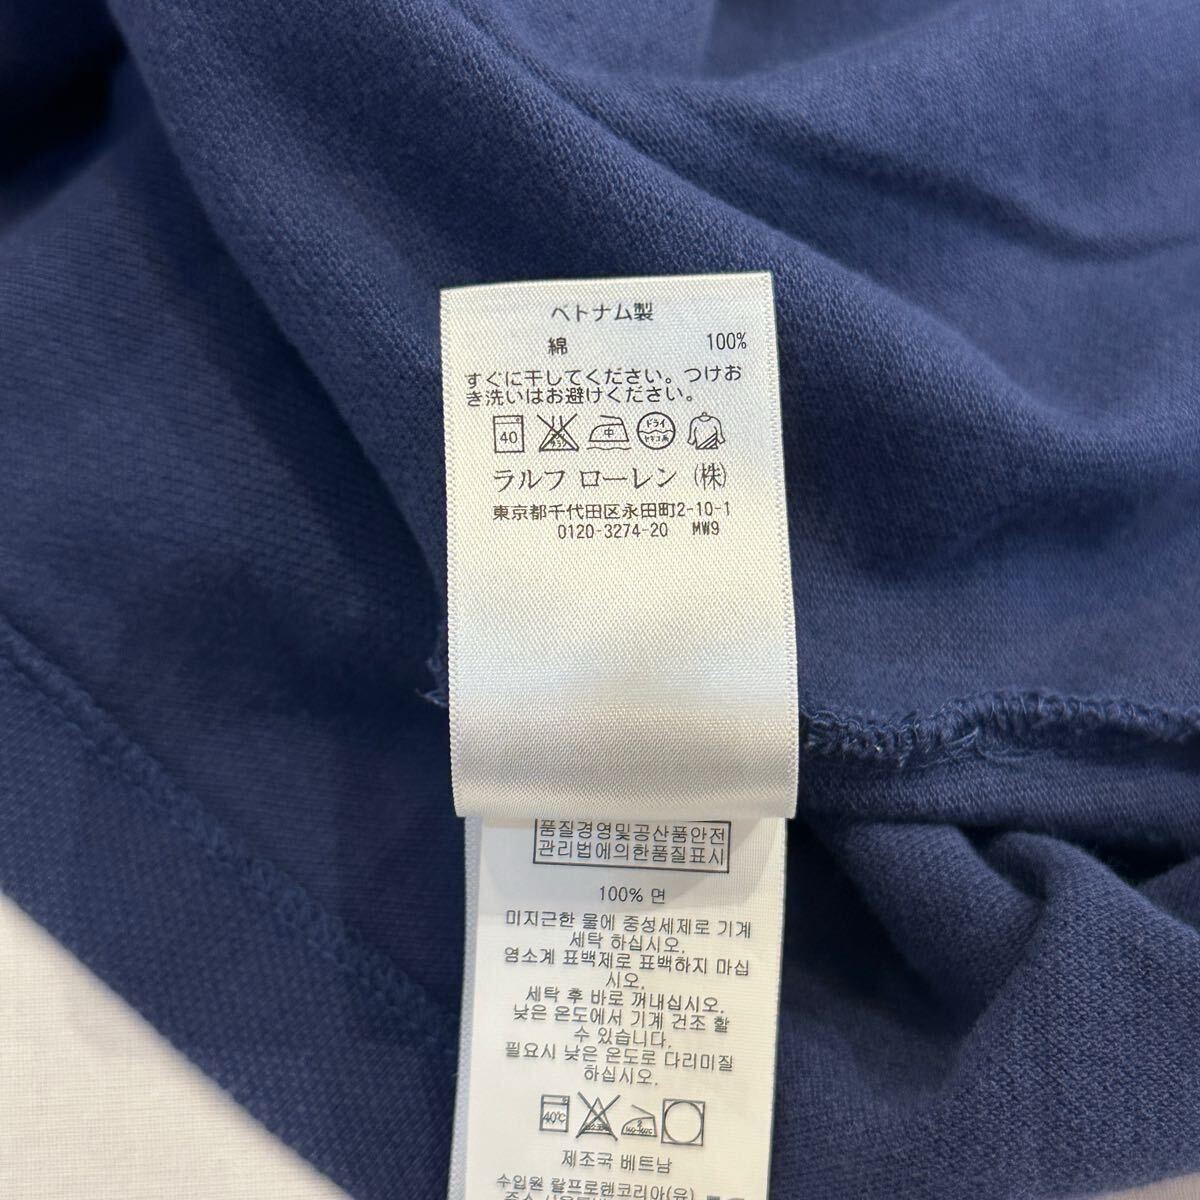 ベトナム製
綿 100%
すぐに干してください。つけお
き洗いはお避けください。
40 中 ドライ
ラルフ ローレン (株)
東京都千代田区永田町2-10-1
0120-3274-20 MW9
품질경영및공산품안전
관리법에의한품질표시
100% 면
미지근한 물에 중성세제로 기계
세탁 하십시오.
염소계 표백제로 표백하지 마십
시오.
세탁 후 바로 꺼내십시오.
낮은 온도에서 기계 건조 할
수 있습니다.
필요시 낮은 온도로 다리미질
하십시오.
40℃
제조국 베트남
수입원 랄프로렌코리아(유)